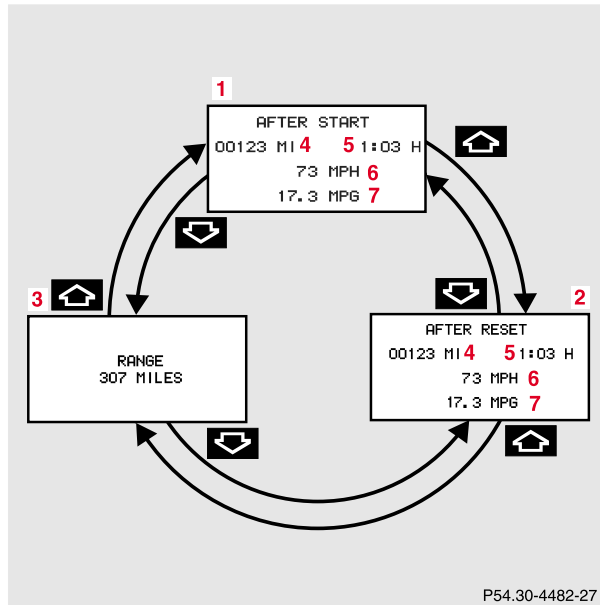 1
AFTER START
00123 MI 4 5 1:03 H
73 MPH 6
17.3 MPG 7
3
RANGE
307 MILES
2
AFTER RESET
00123 MI 4 5 1:03 H
73 MPH 6
17.3 MPG 7
P54.30-4482-27